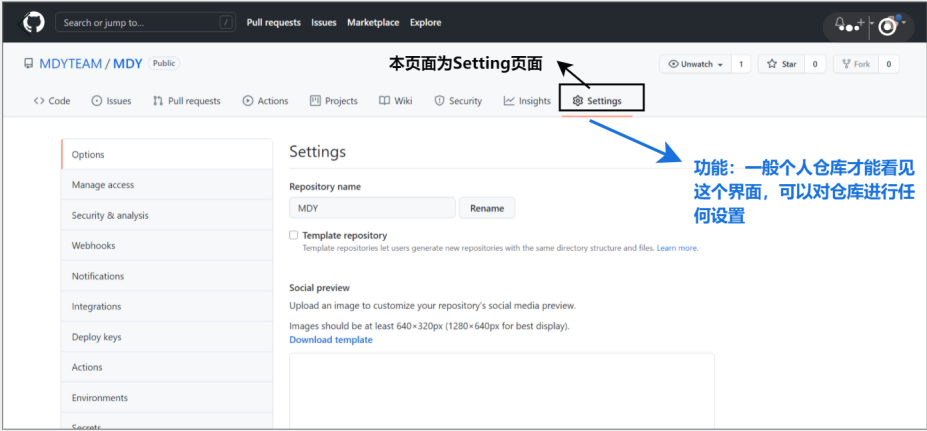 Search or jump to... /
Pull requests Issues Marketplace Explore
MDYTEAM / MDY Public
本页面为Setting页面
Unwatch 1 Star 0 Fork 0
Code Issues Pull requests Actions Projects Wiki Security Insights Settings
Options
Manage access
Security & analysis
Webhooks
Notifications
Integrations
Deploy keys
Actions
Environments
Secrets
Settings
Repository name
MDY Rename
Template repository
Template repositories let users generate new repositories with the same directory structure and files. Learn more.
Social preview
Upload an image to customize your repository's social media preview.
Images should be at least 640×320px (1280×640px for best display).
Download template
功能：一般个人仓库才能看见
这个界面，可以对仓库进行任
何设置